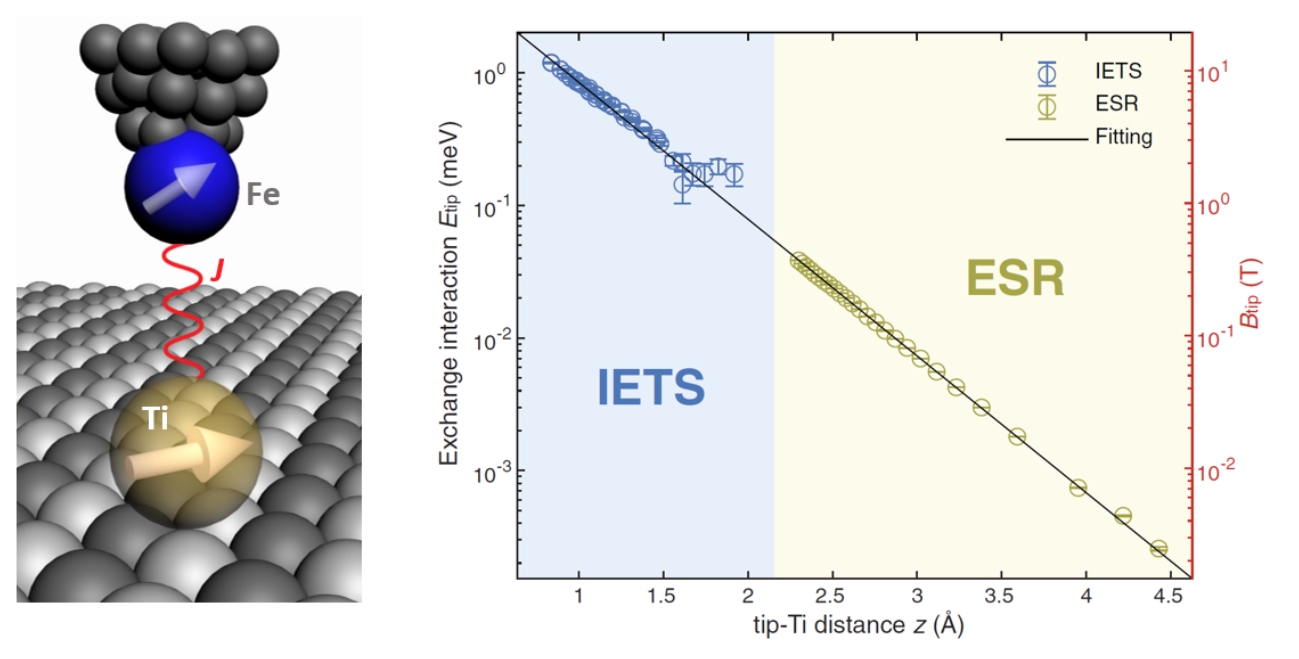 Fe
J
Ti
Exchange interaction Etip (meV)
10⁰
10⁻¹
10⁻²
10⁻³
IETS
ESR
Fitting
IETS
ESR
10¹
10⁰
10⁻¹
10⁻²
Btip (T)
1 1.5 2 2.5 3 3.5 4 4.5
tip-Ti distance z (Å)